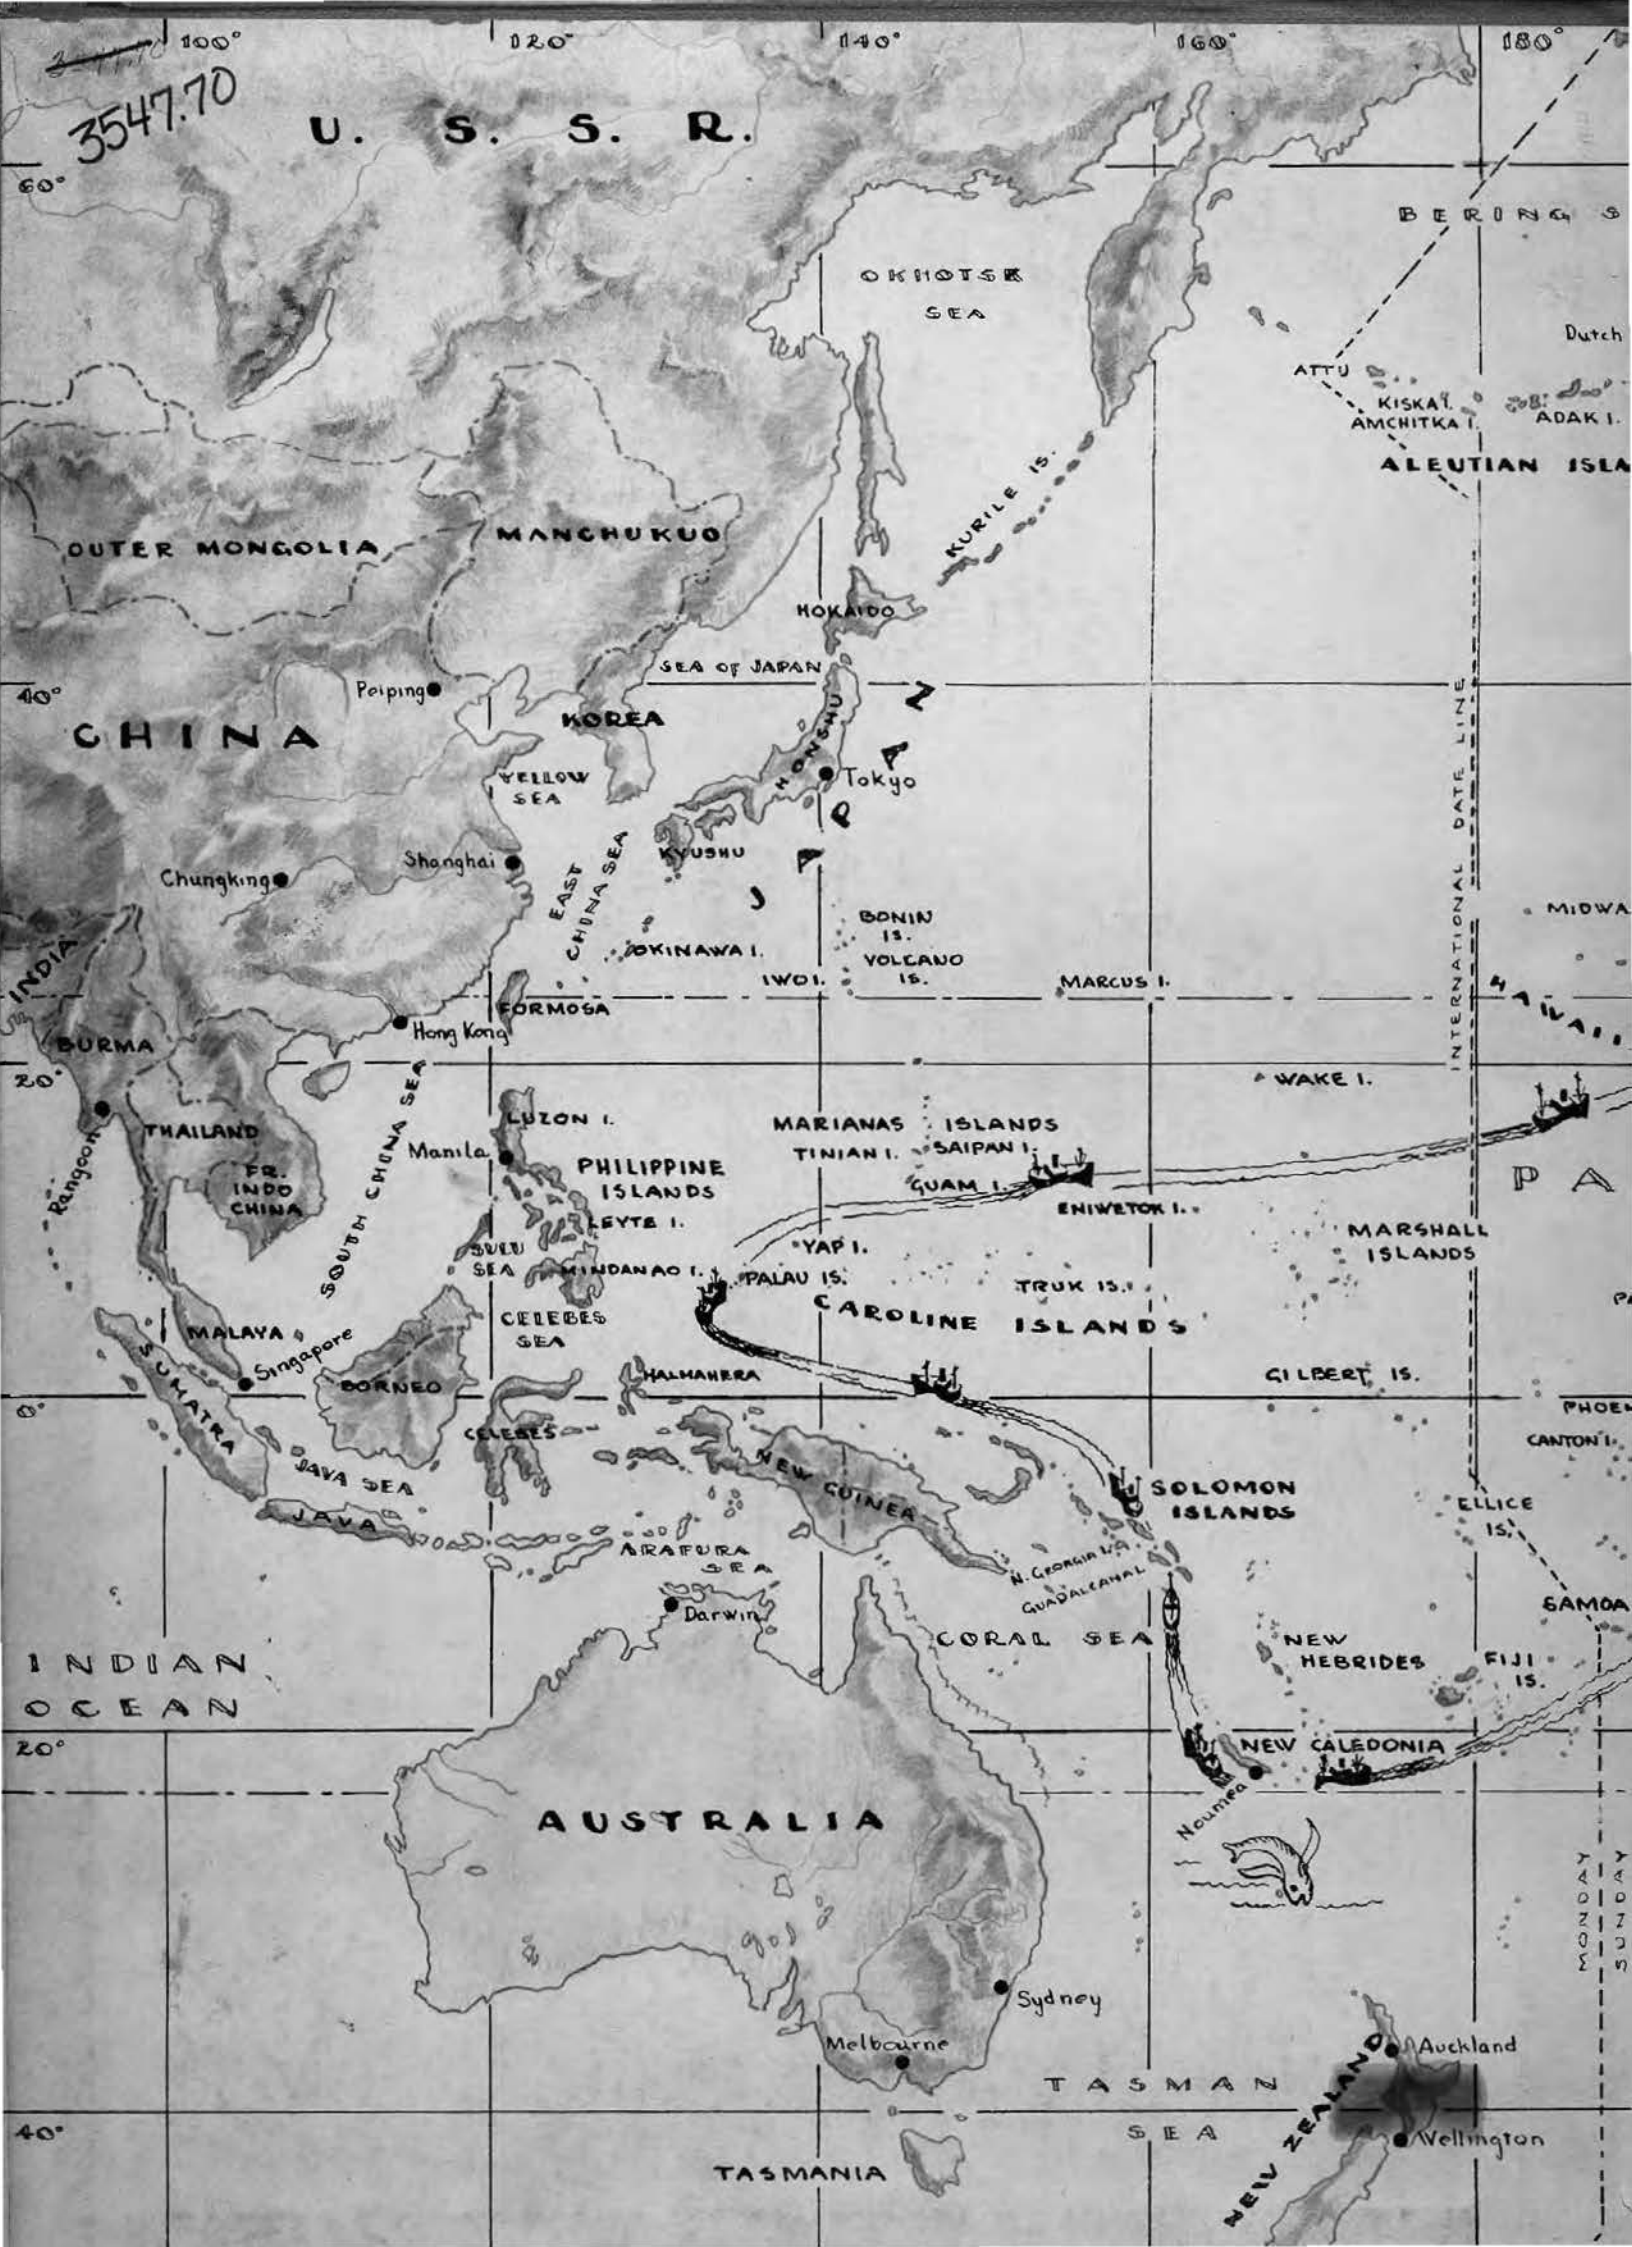 100°
120°
140°
160°
180°
3547.70
U. S. S. R.
60°
BERING S
OKHOTSK
SEA
Dutch
ATTU
KISKA I.
AMCHITKA I.
ADAK I.
ALEUTIAN ISLA
KURILE IS.
OUTER MONGOLIA
MANCHUKUO
HOKAIDO
SEA OF JAPAN
40°
Peiping
CHINA
KOREA
HONSHU
JAPAN
Tokyo
YELLOW
SEA
INTERNATIONAL DATE LINE
Shanghai
KYUSHU
Chungking
EAST
CHINA SEA
BONIN
IS.
MIDWA
OKINAWA I.
VOLCANO
IS.
INDIA
IWO I.
MARCUS I.
HAWAII
FORMOSA
Hong Kong
BURMA
20°
WAKE I.
LUZON I.
MARIANAS ISLANDS
THAILAND
Manila
TINIAN I.
SAIPAN I.
Rangoon
FR.
INDO
CHINA
SOUTH CHINA SEA
PHILIPPINE
ISLANDS
GUAM I.
PA
ENIWETOK I.
LEYTE I.
MARSHALL
ISLANDS
SULU
SEA
YAP I.
MINDANAO I.
PALAU IS.
TRUK IS.
CAROLINE ISLANDS
PA
CELEBES
SEA
MALAYA
Singapore
SUMATRA
BORNEO
HALMAHERA
GILBERT IS.
0°
PHOEN
CELEBES
CANTON I.
JAVA SEA
NEW GUINEA
SOLOMON
ISLANDS
ELLICE
IS.
JAVA
ARAFURA
SEA
N. GEORGIA
GUADALCANAL
SAMOA
Darwin
CORAL SEA
NEW
HEBRIDES
FIJI
IS.
INDIAN
OCEAN
20°
NEW CALEDONIA
Noumea
AUSTRALIA
MONDAY
SUNDAY
Sydney
Melbourne
Auckland
TASMAN
SEA
NEW ZEALAND
40°
Wellington
TASMANIA